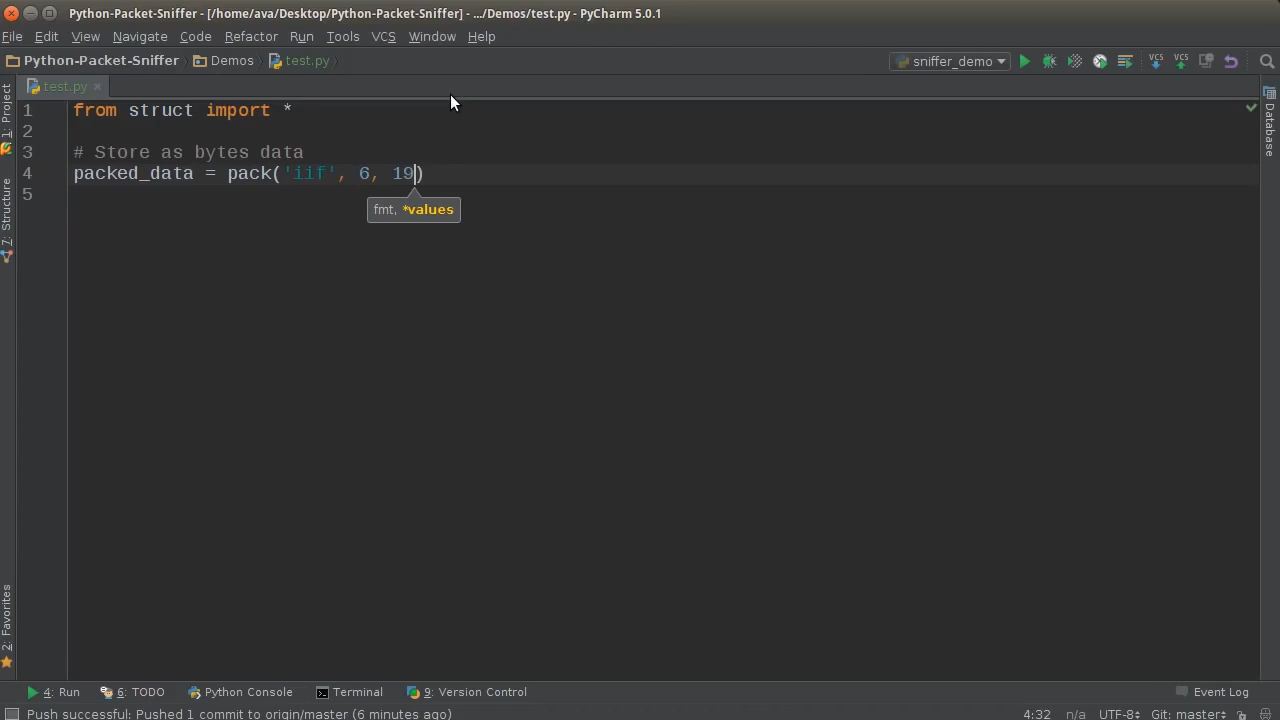 Python-Packet-Sniffer - [/home/ava/Desktop/Python-Packet-Sniffer] - .../Demos/test.py - PyCharm 5.0.1
File Edit View Navigate Code Refactor Run Tools VCS Window Help
Python-Packet-Sniffer Demos test.py sniffer_demo VCS VCS
test.py
1: Project
7: Structure
2: Favorites
Database
1 from struct import *
2
3 # Store as bytes data
4 packed_data = pack('iif', 6, 19)
5
fmt, *values
4: Run 6: TODO Python Console Terminal 9: Version Control Event Log
Push successful: Pushed 1 commit to origin/master (6 minutes ago) 4:32 n/a UTF-8 Git: master